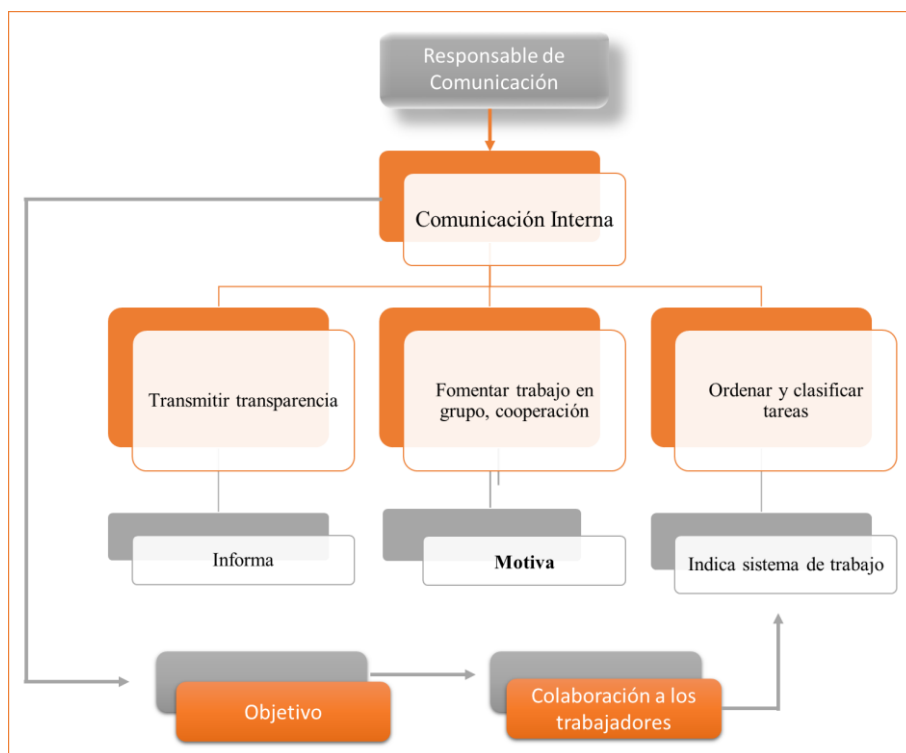 Responsable de
Comunicación
Comunicación Interna
Transmitir transparencia
Fomentar trabajo en
grupo, cooperación
Ordenar y clasificar
tareas
Informa
Motiva
Indica sistema de trabajo
Objetivo
Colaboración a los
trabajadores